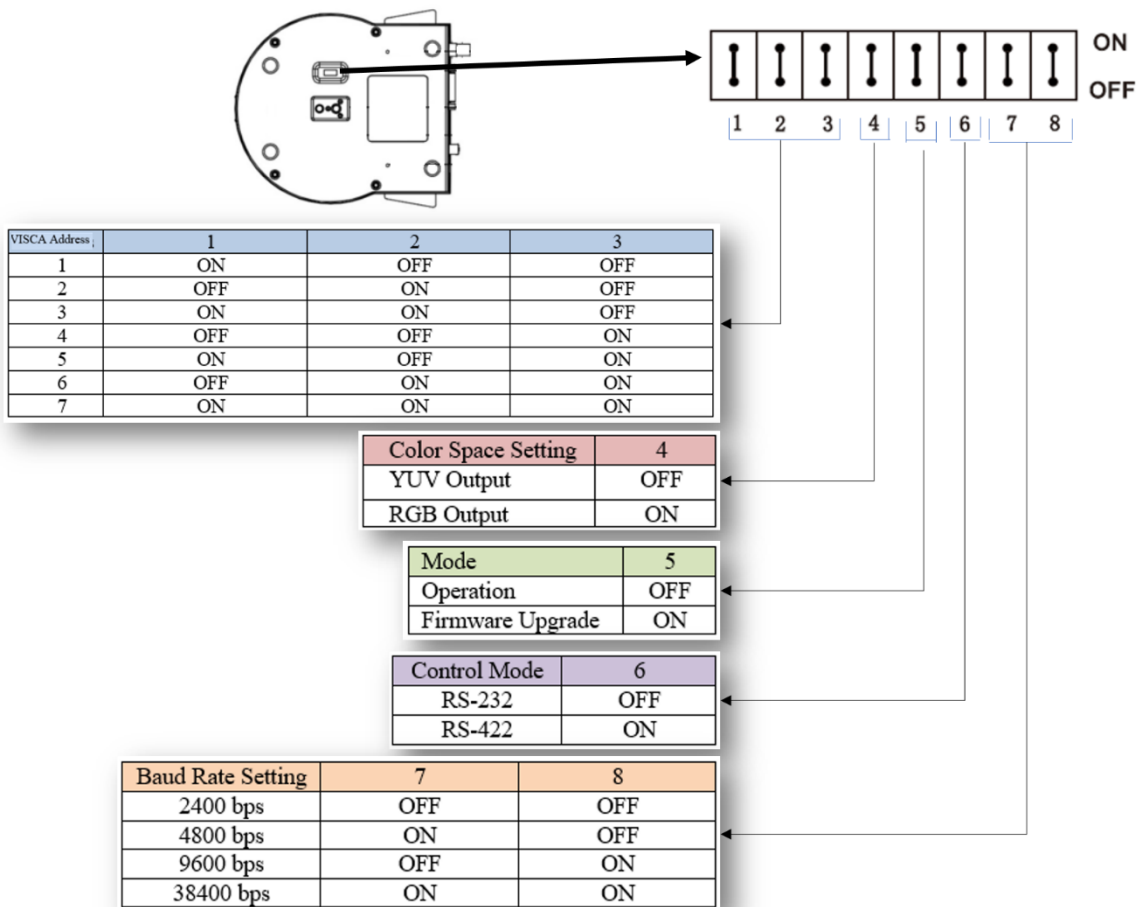 ON
OFF
1 2 3 4 5 6 7 8
VISCA Address 1 2 3
1 ON OFF OFF
2 OFF ON OFF
3 ON ON OFF
4 OFF OFF ON
5 ON OFF ON
6 OFF ON ON
7 ON ON ON
Color Space Setting 4
YUV Output OFF
RGB Output ON
Mode 5
Operation OFF
Firmware Upgrade ON
Control Mode 6
RS-232 OFF
RS-422 ON
Baud Rate Setting 7 8
2400 bps OFF OFF
4800 bps ON OFF
9600 bps OFF ON
38400 bps ON ON